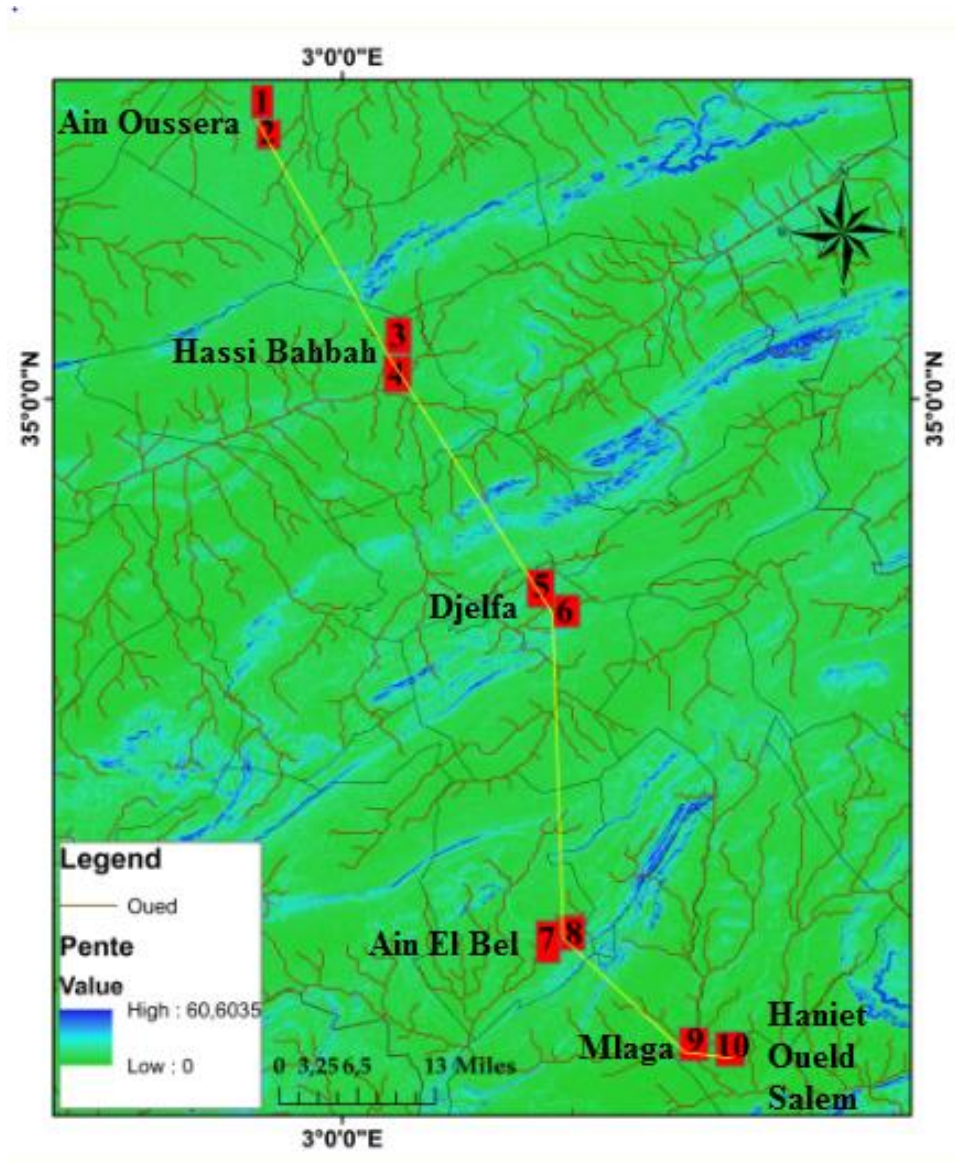 3°0'0"E
1
Ain Oussera
2
3
Hassi Bahbah
4
35°0'0"N
35°0'0"N
5
Djelfa
6
Legend
Oued
Pente
Value
High : 60,6035
Low : 0
7
8
Ain El Bel
Mlaga
9
10
Haniet
Oueld
Salem
0 3,25 6,5 13 Miles
3°0'0"E